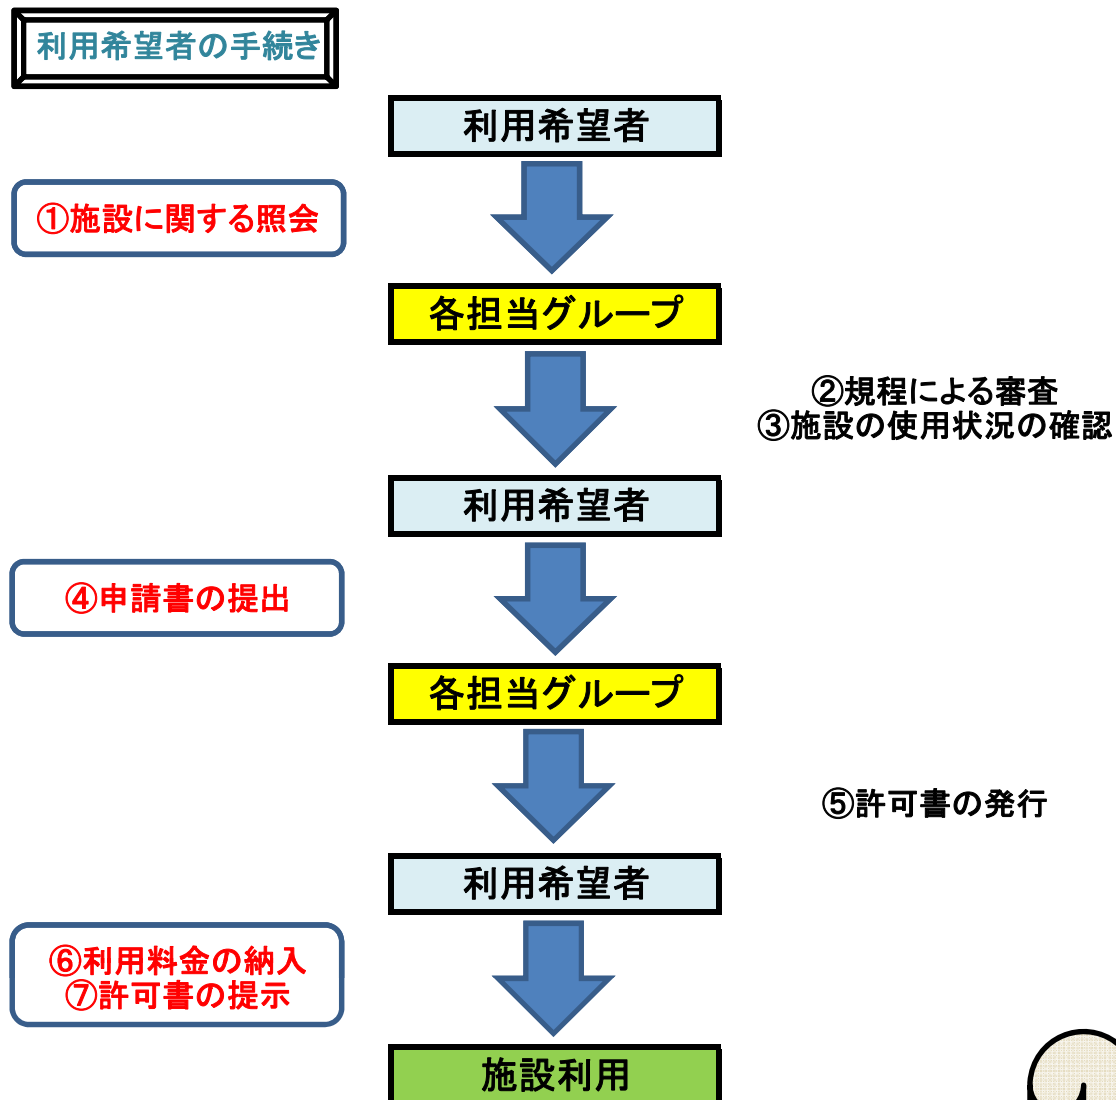 利用希望者の手続き
利用希望者
①施設に関する照会
各担当グループ
②規程による審査
③施設の使用状況の確認
利用希望者
④申請書の提出
各担当グループ
⑤許可書の発行
利用希望者
⑥利用料金の納入
⑦許可書の提示
施設利用